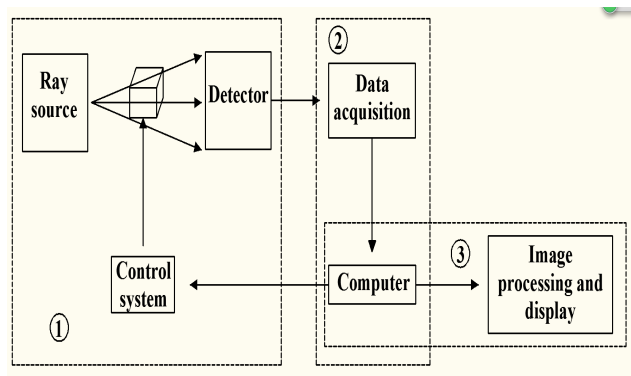 Ray
source
Detector
②
Data
acquisition
Control
system
①
Computer
③
Image
processing and
display